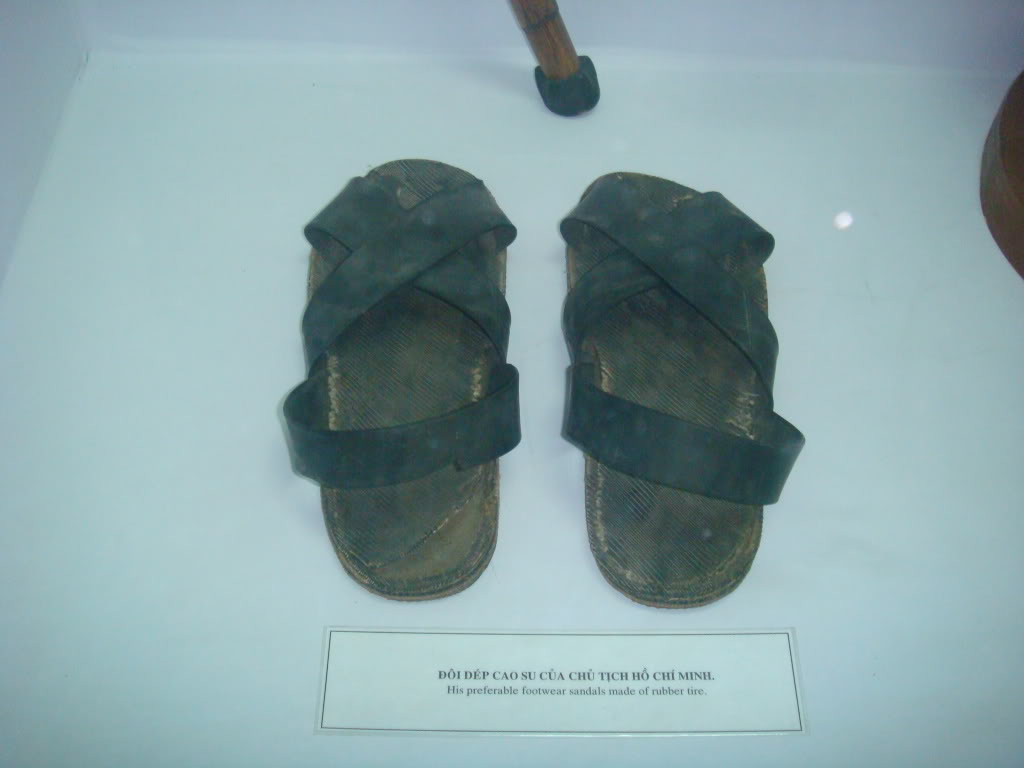 ĐÔI DÉP CAO SU CỦA CHỦ TỊCH HỒ CHÍ MINH.
His preferable footwear sandals made of rubber tire.